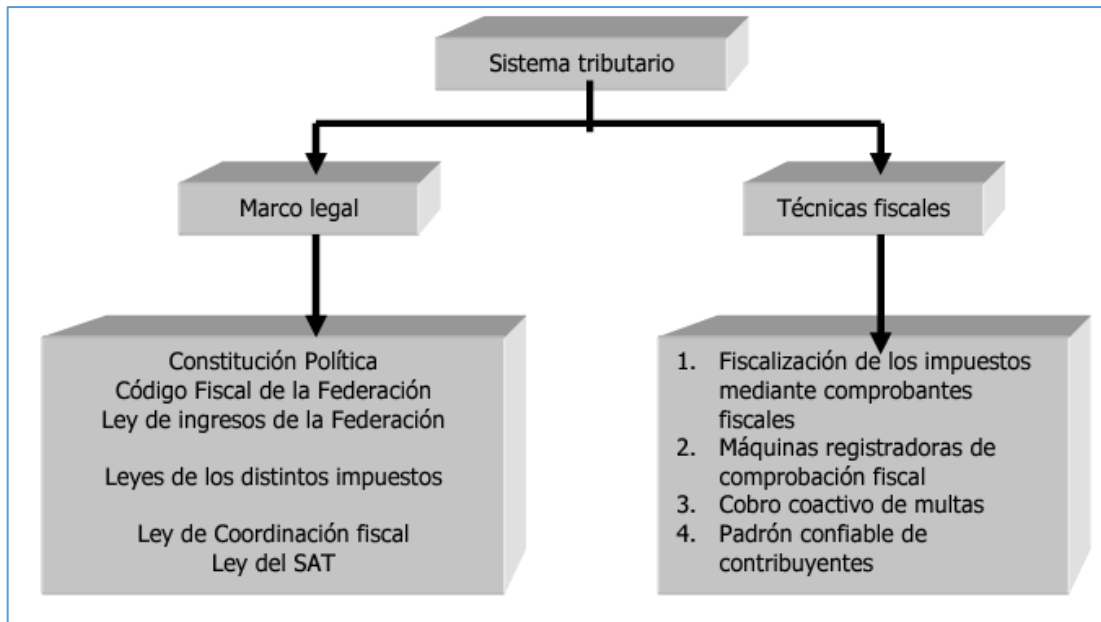 Sistema tributario
Marco legal
Técnicas fiscales
Constitución Política
Código Fiscal de la Federación
Ley de ingresos de la Federación
Leyes de los distintos impuestos
Ley de Coordinación fiscal
Ley del SAT
1. Fiscalización de los impuestos
mediante comprobantes
fiscales
2. Máquinas registradoras de
comprobación fiscal
3. Cobro coactivo de multas
4. Padrón confiable de
contribuyentes